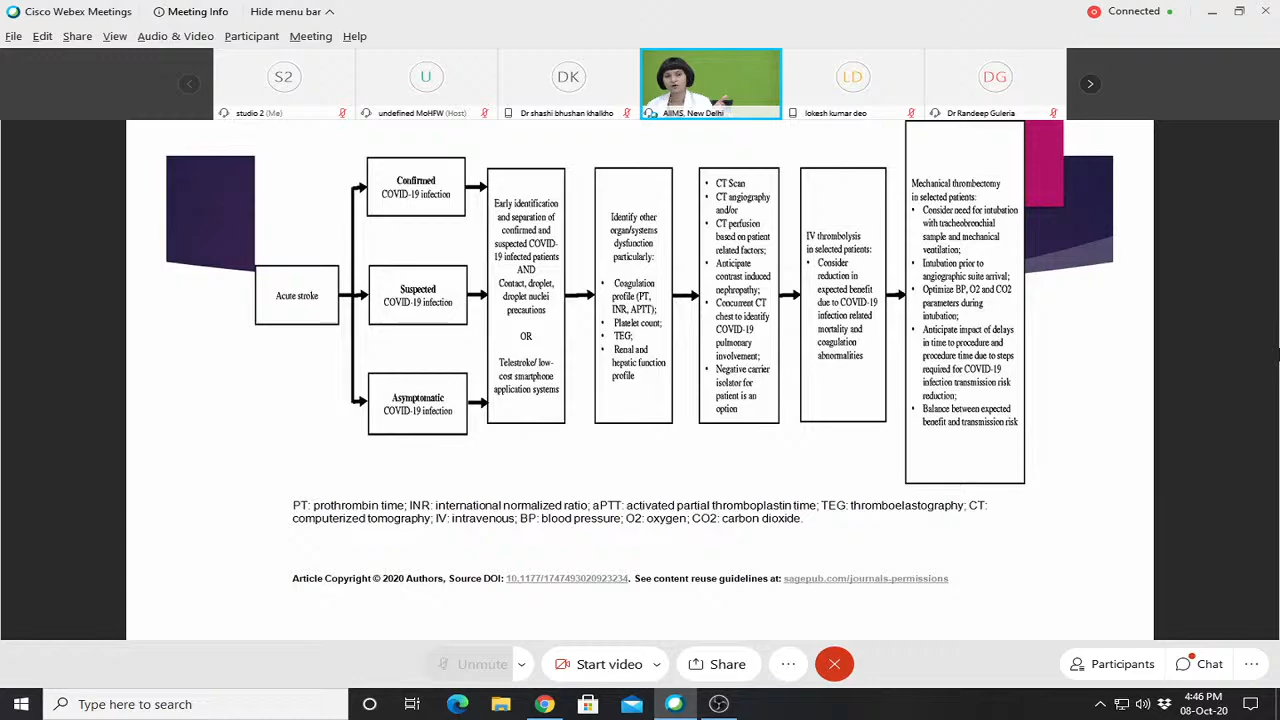 Cisco Webex Meetings
Meeting Info
Hide menu bar
Connected
File Edit Share View Audio & Video Participant Meeting Help
S2
U
DK
LD
DG
studio 2 (Me)
undefined MoHFW (Host)
Dr shashi bhushan khalkho
AIIMS, New Delhi
lokesh kumar deo
Dr Randeep Guleria
Acute stroke
Confirmed
COVID-19 infection
Suspected
COVID-19 infection
Asymptomatic
COVID-19 infection
Early identification
and separation of
confirmed and
suspected COVID-
19 infected patients
AND
Contact, droplet,
droplet nuclei
precautions
OR
Telestroke/ low-
cost smartphone
application systems
Identify other
organ/systems
dysfunction
particularly:
• Coagulation
profile (PT,
INR, APTT);
• Platelet count;
• TEG;
• Renal and
hepatic function
profile
• CT Scan
• CT angiography
and/or
• CT perfusion
based on patient
related factors;
• Anticipate
contrast induced
nephropathy;
• Concurrent CT
chest to identify
COVID-19
pulmonary
involvement;
• Negative carrier
isolator for
patient is an
option
IV thrombolysis
in selected patients:
• Consider
reduction in
expected benefit
due to COVID-19
infection related
mortality and
coagulation
abnormalities
Mechanical thrombectomy
in selected patients:
• Consider need for intubation
with tracheobronchial
sample and mechanical
ventilation;
• Intubation prior to
angiographic suite arrival;
• Optimize BP, O2 and CO2
parameters during
intubation;
• Anticipate impact of delays
in time to procedure and
procedure time due to steps
required for COVID-19
infection transmission risk
reduction;
• Balance between expected
benefit and transmission risk
PT: prothrombin time; INR: international normalized ratio; aPTT: activated partial thromboplastin time; TEG: thromboelastography; CT:
computerized tomography; IV: intravenous; BP: blood pressure; O2: oxygen; CO2: carbon dioxide.
Article Copyright © 2020 Authors, Source DOI: 10.1177/1747493020923234. See content reuse guidelines at: sagepub.com/journals-permissions
Unmute
Start video
Share
Participants
Chat
Type here to search
4:46 PM
08-Oct-20